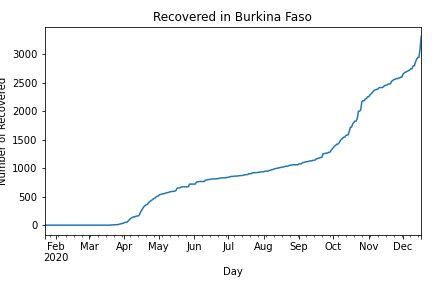 Recovered in Burkina Faso
Number of Recovered
3000
2500
2000
1500
1000
500
0
Feb Mar Apr May Jun Jul Aug Sep Oct Nov Dec
2020
Day